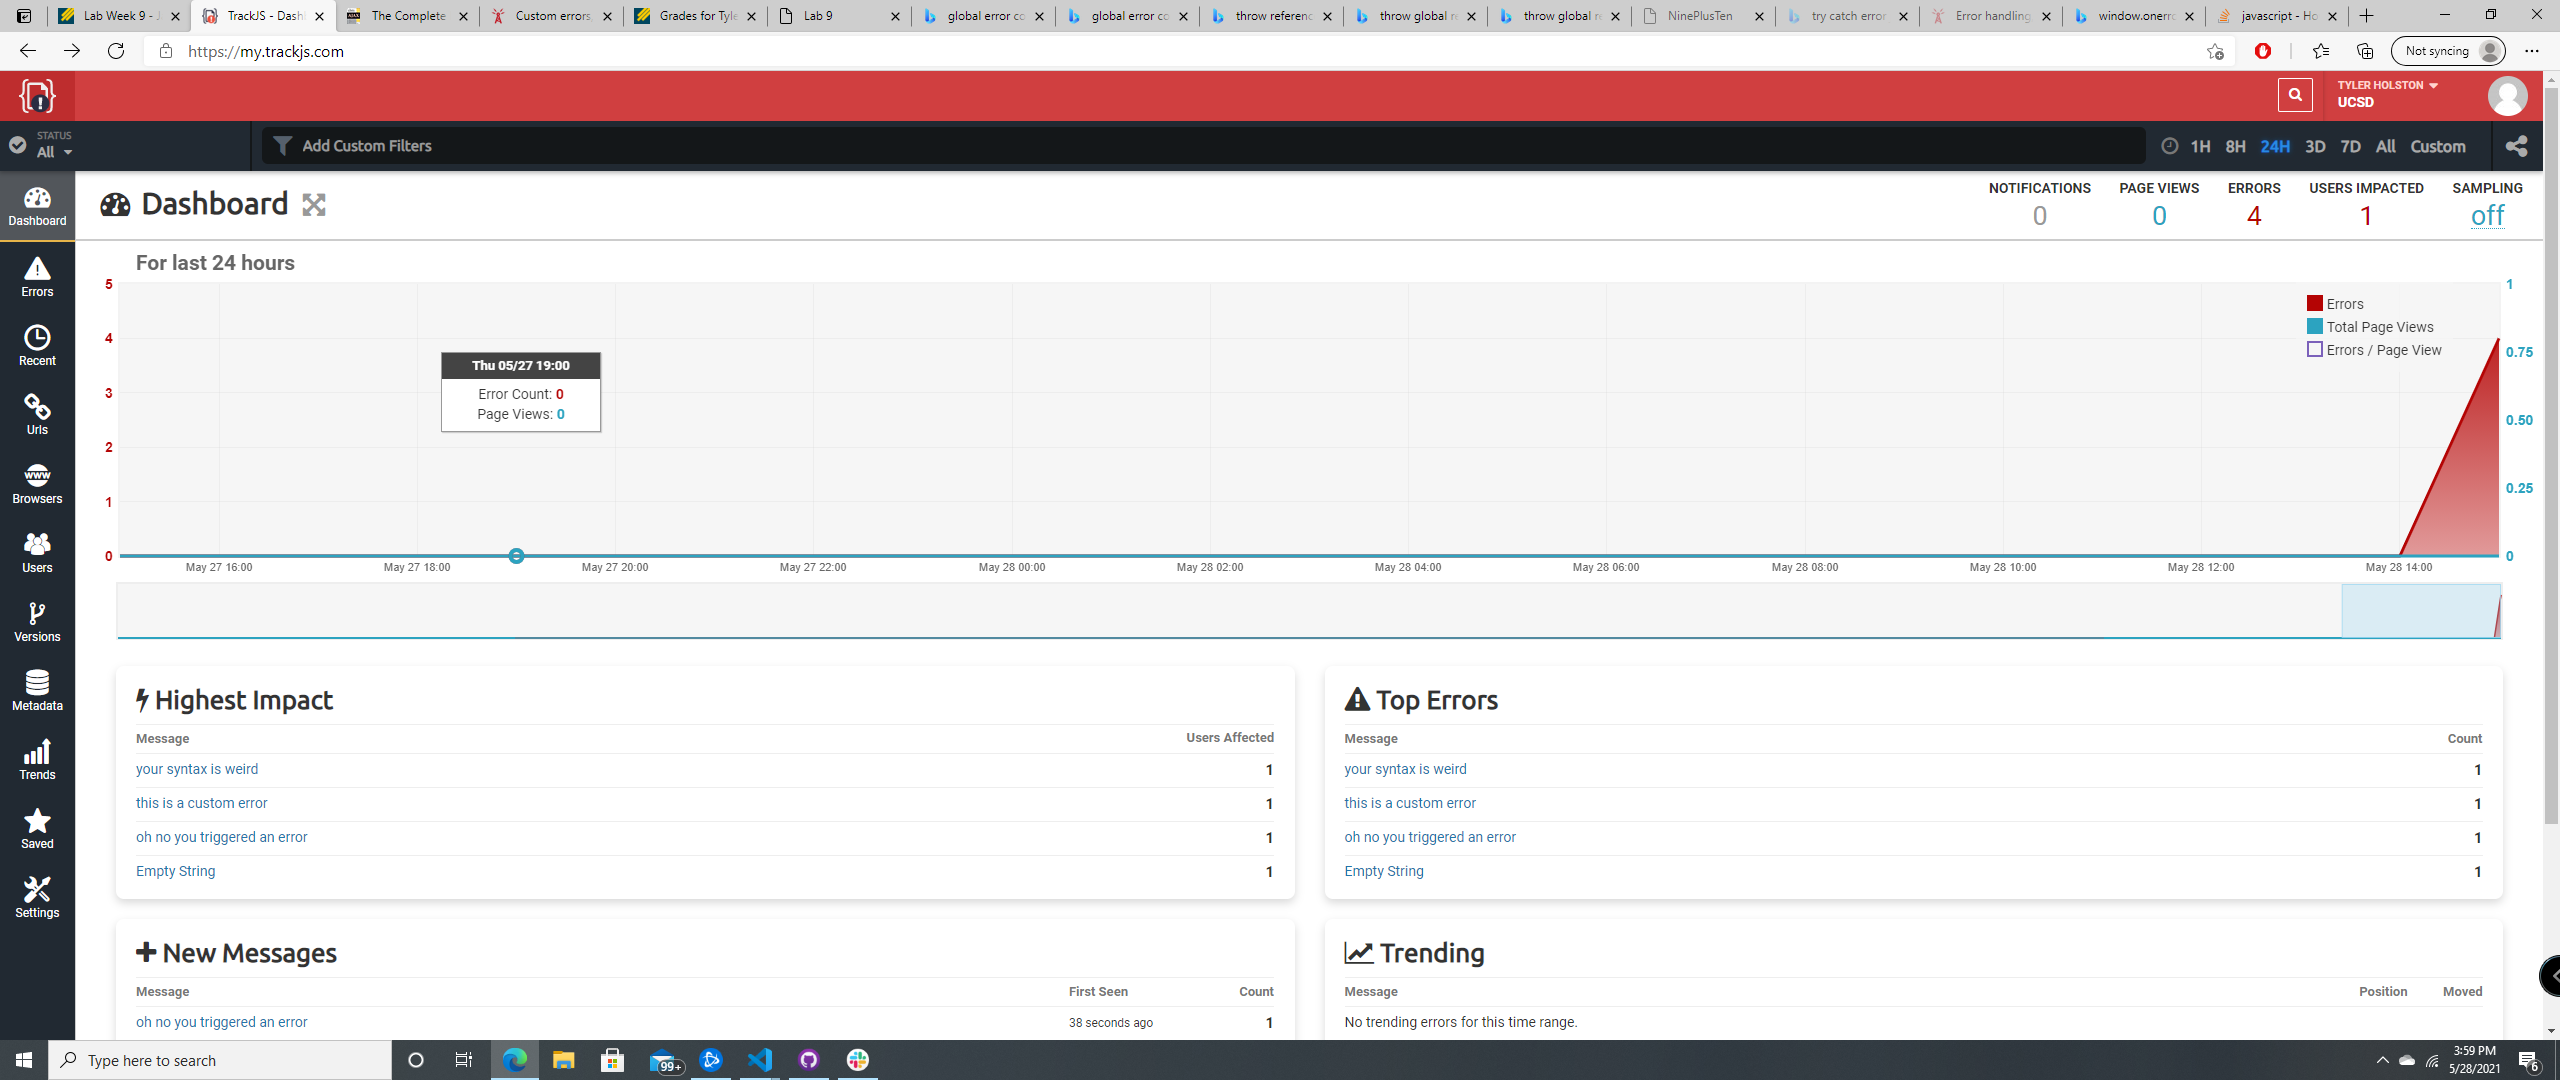 Lab Week 9 - J
TrackJS - Dash
The Complete
Custom errors,
Grades for Tyle
Lab 9
global error co
global error co
throw referenc
throw global re
throw global re
NinePlusTen
try catch error
Error handling,
window.onerro
javascript - Ho
https://my.trackjs.com
Not syncing
TYLER HOLSTON
UCSD
STATUS
All
Add Custom Filters
1H 8H 24H 3D 7D All Custom
Dashboard
Errors
Recent
Urls
Browsers
Users
Versions
Metadata
Trends
Saved
Settings
Dashboard
NOTIFICATIONS PAGE VIEWS ERRORS USERS IMPACTED SAMPLING
0 0 4 1 off
For last 24 hours
5
4
3
2
1
0
1
0.75
0.50
0.25
0
Errors
Total Page Views
Errors / Page View
Thu 05/27 19:00
Error Count: 0
Page Views: 0
May 27 16:00 May 27 18:00 May 27 20:00 May 27 22:00 May 28 00:00 May 28 02:00 May 28 04:00 May 28 06:00 May 28 08:00 May 28 10:00 May 28 12:00 May 28 14:00
Highest Impact
Message Users Affected
your syntax is weird 1
this is a custom error 1
oh no you triggered an error 1
Empty String 1
Top Errors
Message Count
your syntax is weird 1
this is a custom error 1
oh no you triggered an error 1
Empty String 1
New Messages
Message First Seen Count
oh no you triggered an error 38 seconds ago 1
Trending
Message Position Moved
No trending errors for this time range.
Type here to search
99+
3:59 PM
5/28/2021
6